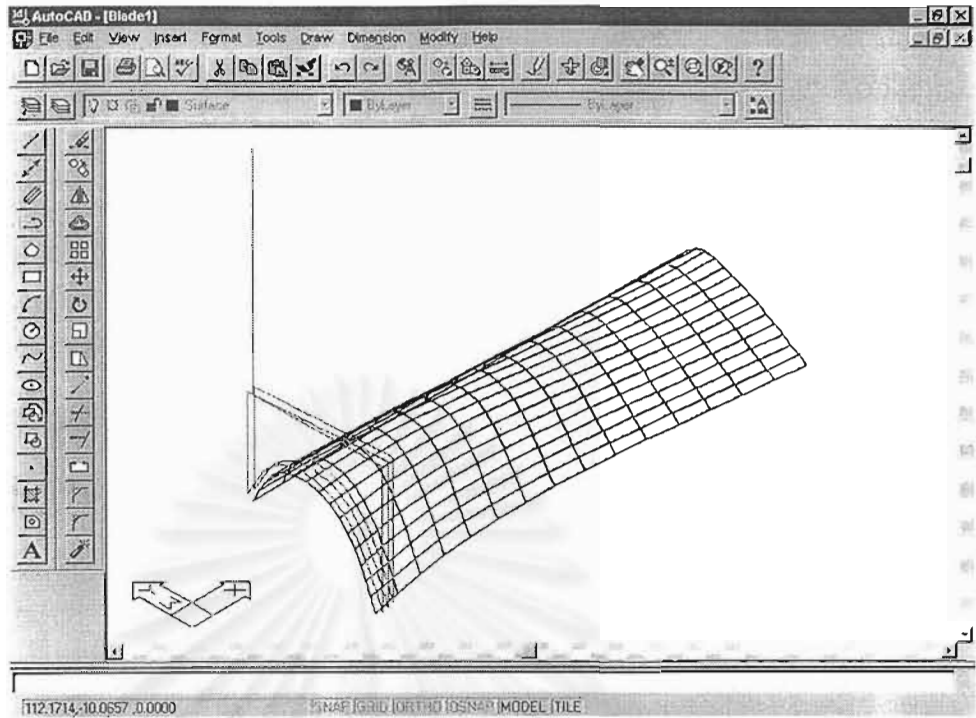 AutoCAD - [Blade1]
File Edit View Insert Format Tools Draw Dimension Modify Help
Surface ByLayer ByLayer
A
W
112.1714,-10.0657 ,0.0000 SNAP GRID ORTHO OSNAP MODEL TILE